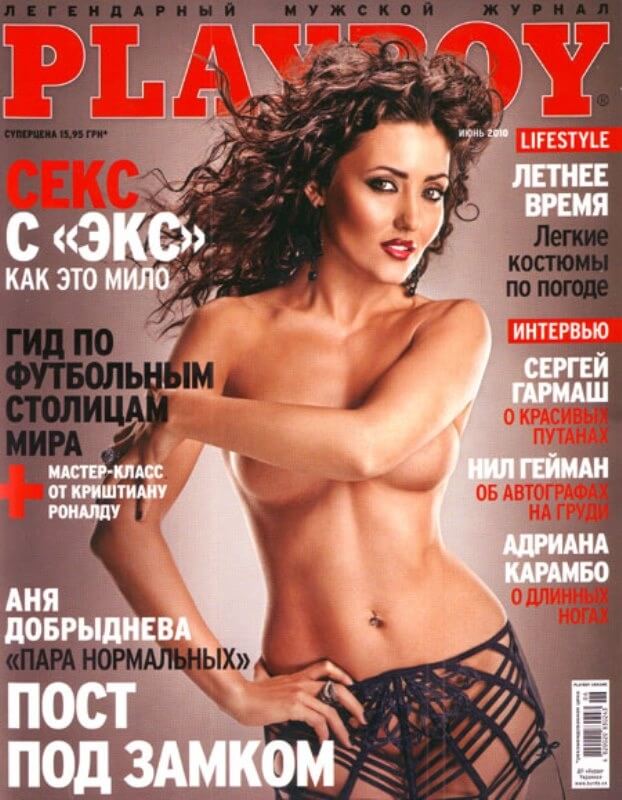 ЛЕГЕНДАРНЫЙ МУЖСКОЙ ЖУРНАЛ
PLAYBOY
®
СУПЕРЦЕНА 15,95 ГРН*
ИЮНЬ 2010
LIFESTYLE
ЛЕТНЕЕ
ВРЕМЯ
Легкие
костюмы
по погоде
СЕКС
С «ЭКС»
КАК ЭТО МИЛО
ГИД ПО
ФУТБОЛЬНЫМ
СТОЛИЦАМ
МИРА
+ МАСТЕР-КЛАСС
ОТ КРИШТИАНУ
РОНАЛДУ
ИНТЕРВЬЮ
СЕРГЕЙ
ГАРМАШ
О КРАСИВЫХ
ПУТАНАХ
НИЛ ГЕЙМАН
ОБ АВТОГРАФАХ
НА ГРУДИ
АДРИАНА
КАРАМБО
О ДЛИННЫХ
НОГАХ
АНЯ
ДОБРЫДНЕВА
«ПАРА НОРМАЛЬНЫХ»
ПОСТ
ПОД ЗАМКОМ
PLAYBOY UKRAINE